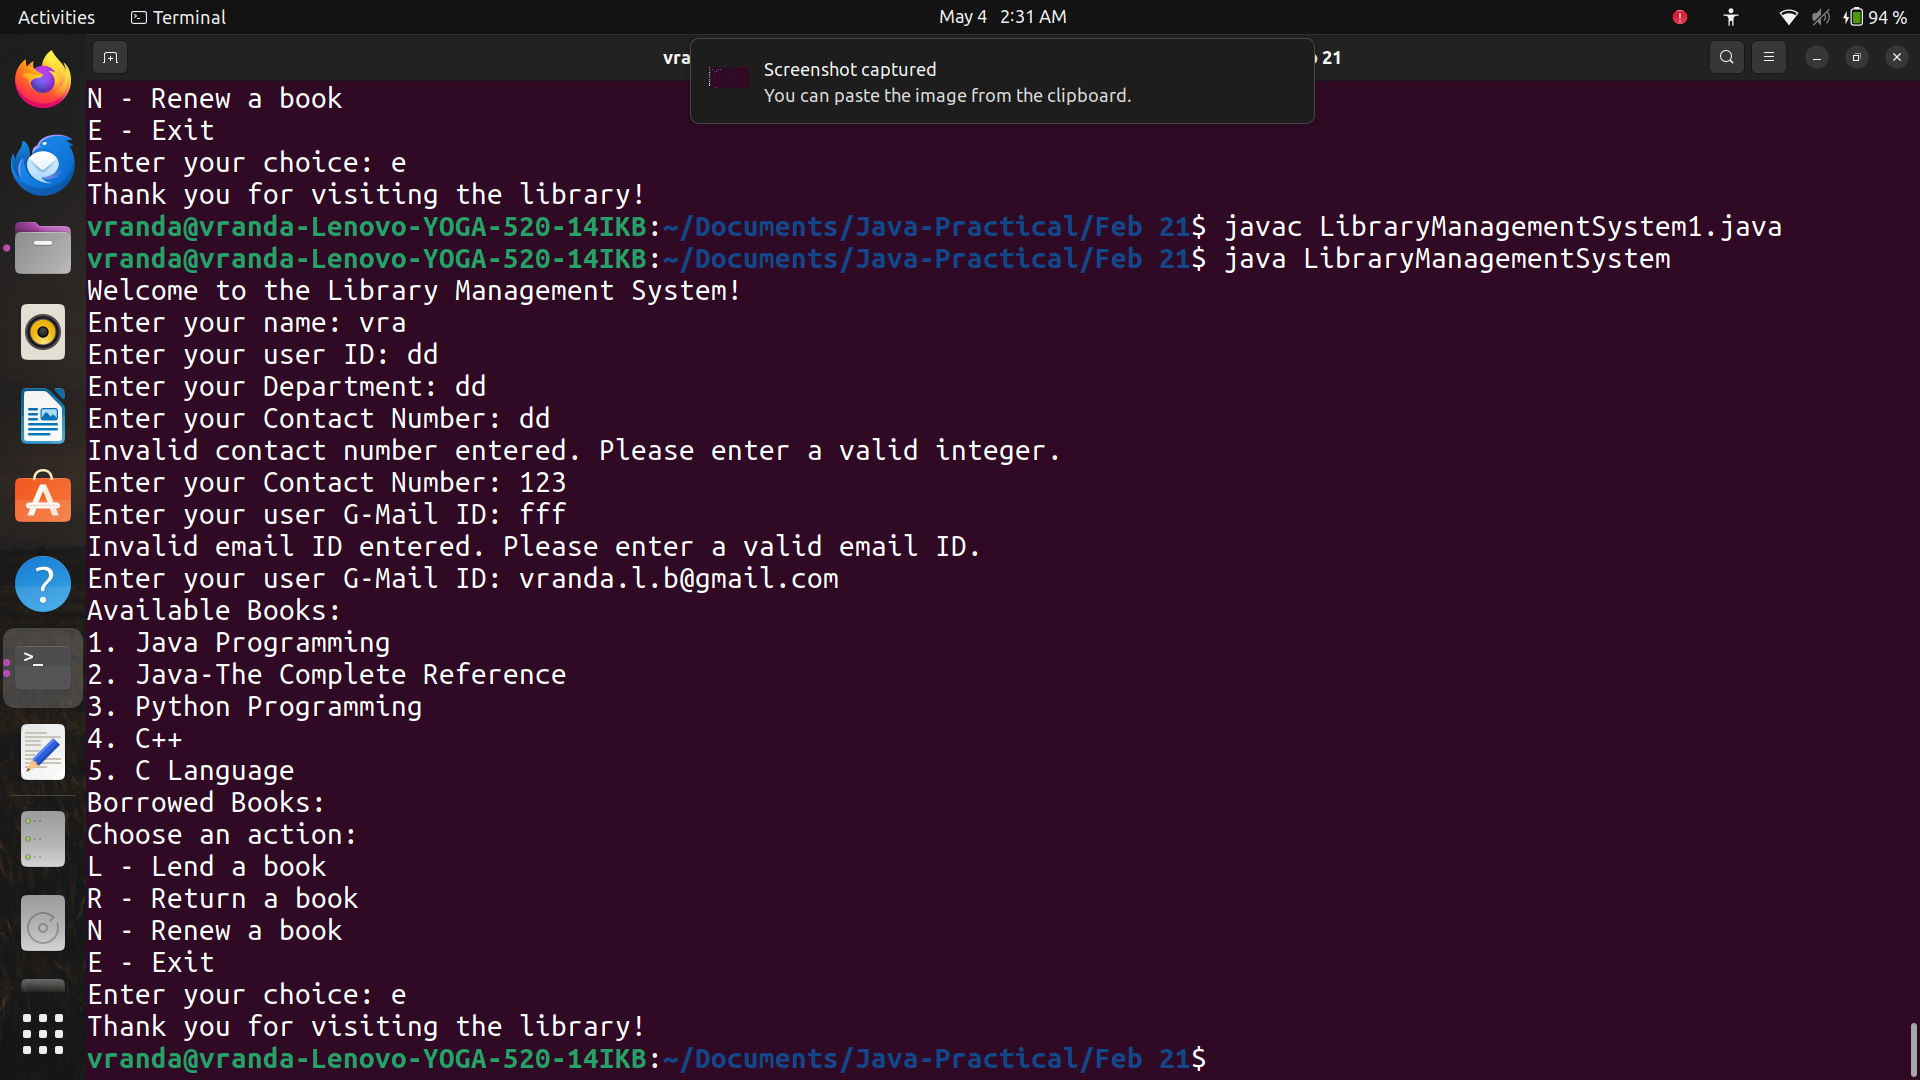 Activities
Terminal
May 4 2:31 AM
94 %
vra
21
Screenshot captured
You can paste the image from the clipboard.
N - Renew a book
E - Exit
Enter your choice: e
Thank you for visiting the library!
vranda@vranda-Lenovo-YOGA-520-14IKB:~/Documents/Java-Practical/Feb 21$ javac LibraryManagementSystem1.java
vranda@vranda-Lenovo-YOGA-520-14IKB:~/Documents/Java-Practical/Feb 21$ java LibraryManagementSystem
Welcome to the Library Management System!
Enter your name: vra
Enter your user ID: dd
Enter your Department: dd
Enter your Contact Number: dd
Invalid contact number entered. Please enter a valid integer.
Enter your Contact Number: 123
Enter your user G-Mail ID: fff
Invalid email ID entered. Please enter a valid email ID.
Enter your user G-Mail ID: vranda.l.b@gmail.com
Available Books:
1. Java Programming
2. Java-The Complete Reference
3. Python Programming
4. C++
5. C Language
Borrowed Books:
Choose an action:
L - Lend a book
R - Return a book
N - Renew a book
E - Exit
Enter your choice: e
Thank you for visiting the library!
vranda@vranda-Lenovo-YOGA-520-14IKB:~/Documents/Java-Practical/Feb 21$